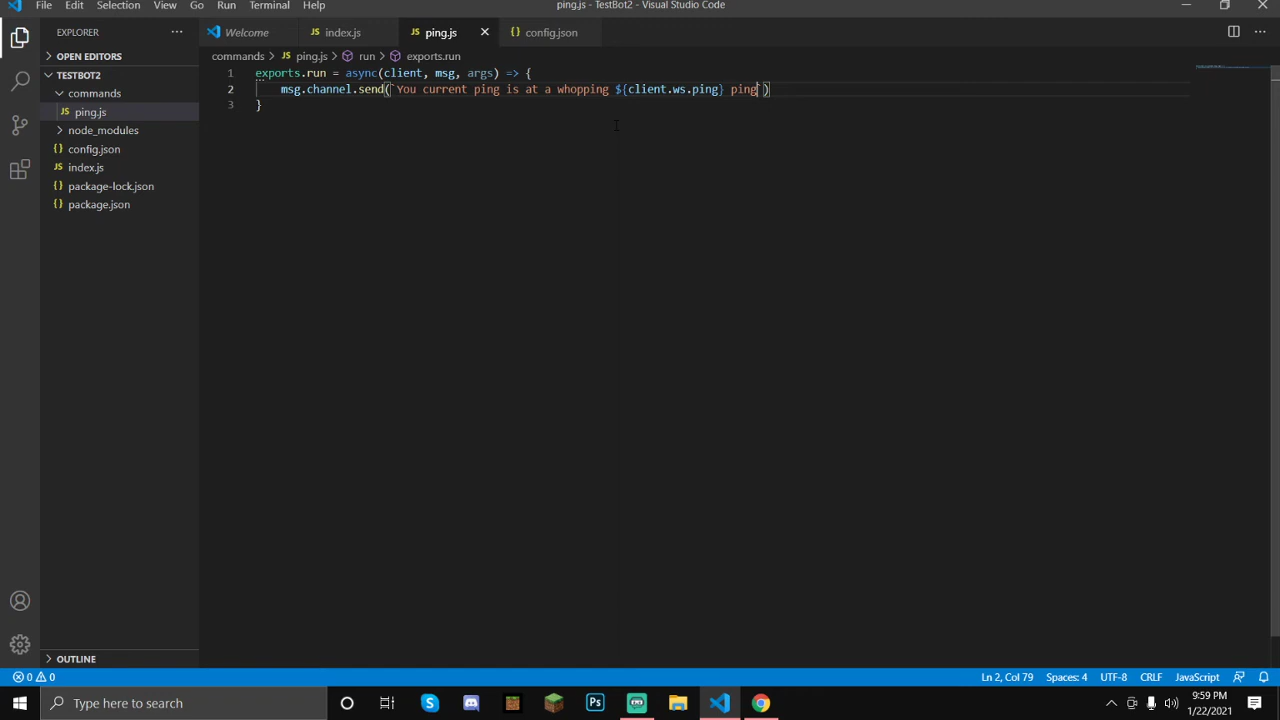 File Edit Selection View Go Run Terminal Help ping.js - TestBot2 - Visual Studio Code
EXPLORER ··· Welcome index.js ping.js config.json
OPEN EDITORS commands > ping.js > run > exports.run
TESTBOT2
commands
ping.js
node_modules
config.json
index.js
package-lock.json
package.json
1 exports.run = async(client, msg, args) => {
2 msg.channel.send(`You current ping is at a whopping ${client.ws.ping} ping`)
3 }
OUTLINE
0 0 Ln 2, Col 79 Spaces: 4 UTF-8 CRLF JavaScript
Type here to search Ps 9:59 PM
1/22/2021